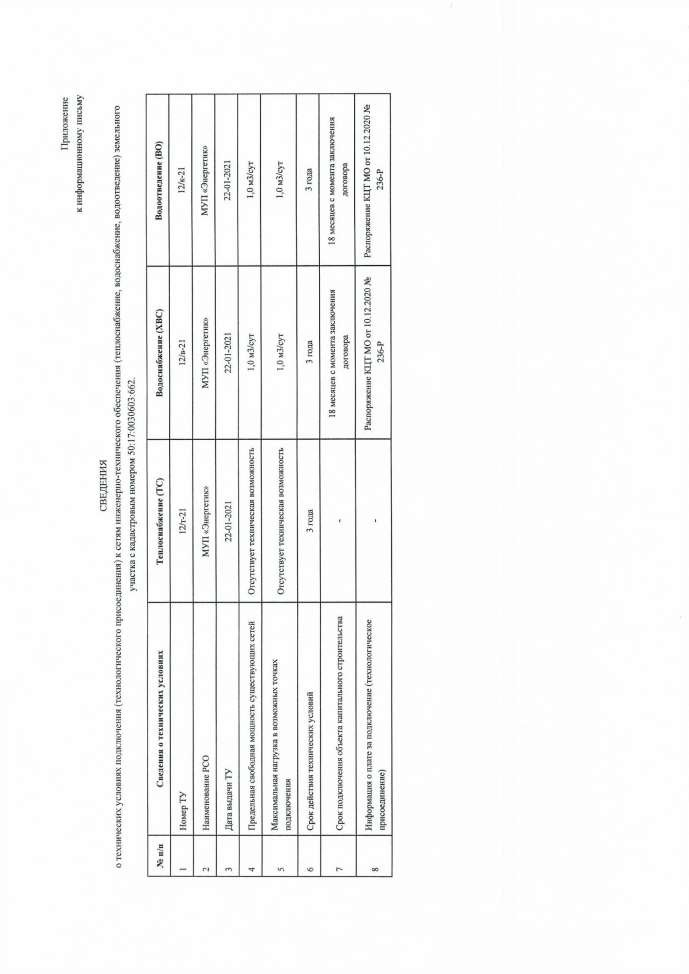 Приложение
к информационному письму
СВЕДЕНИЯ
о технических условиях подключения (технологического присоединения) к сетям инженерно-технического обеспечения (теплоснабжение, водоснабжение, водоотведение) земельного
участка с кадастровым номером 50:17:0030603:662.
№ п/п Сведения о технических условиях Теплоснабжение (ТС) Водоснабжение (ХВС) Водоотведение (ВО)
1 Номер ТУ 12/т-21 12/в-21 12/к-21
2 Наименование РСО МУП «Энергетик» МУП «Энергетик» МУП «Энергетик»
3 Дата выдачи ТУ 22-01-2021 22-01-2021 22-01-2021
4 Предельная свободная мощность существующих сетей Отсутствует техническая возможность 1,0 м3/сут 1,0 м3/сут
5 Максимальная нагрузка в возможных точках
подключения Отсутствует техническая возможность 1,0 м3/сут 1,0 м3/сут
6 Срок действия технических условий 3 года 3 года 3 года
7 Срок подключения объекта капитального строительства - 18 месяцев с момента заключения
договора 18 месяцев с момента заключения
договора
8 Информация о плате за подключение (технологическое
присоединение) - Распоряжение КЦТ МО от 10.12.2020 №
236-Р Распоряжение КЦТ МО от 10.12.2020 №
236-Р